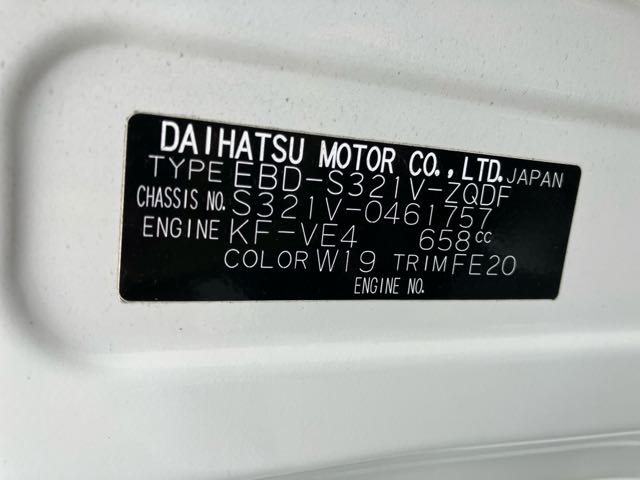 DAIHATSU MOTOR CO., LTD. JAPAN
TYPE EBD-S321V-ZQDF
CHASSIS NO. S321V-0461757
ENGINE KF-VE4 658cc
COLOR W19 TRIM FE20
ENGINE NO.